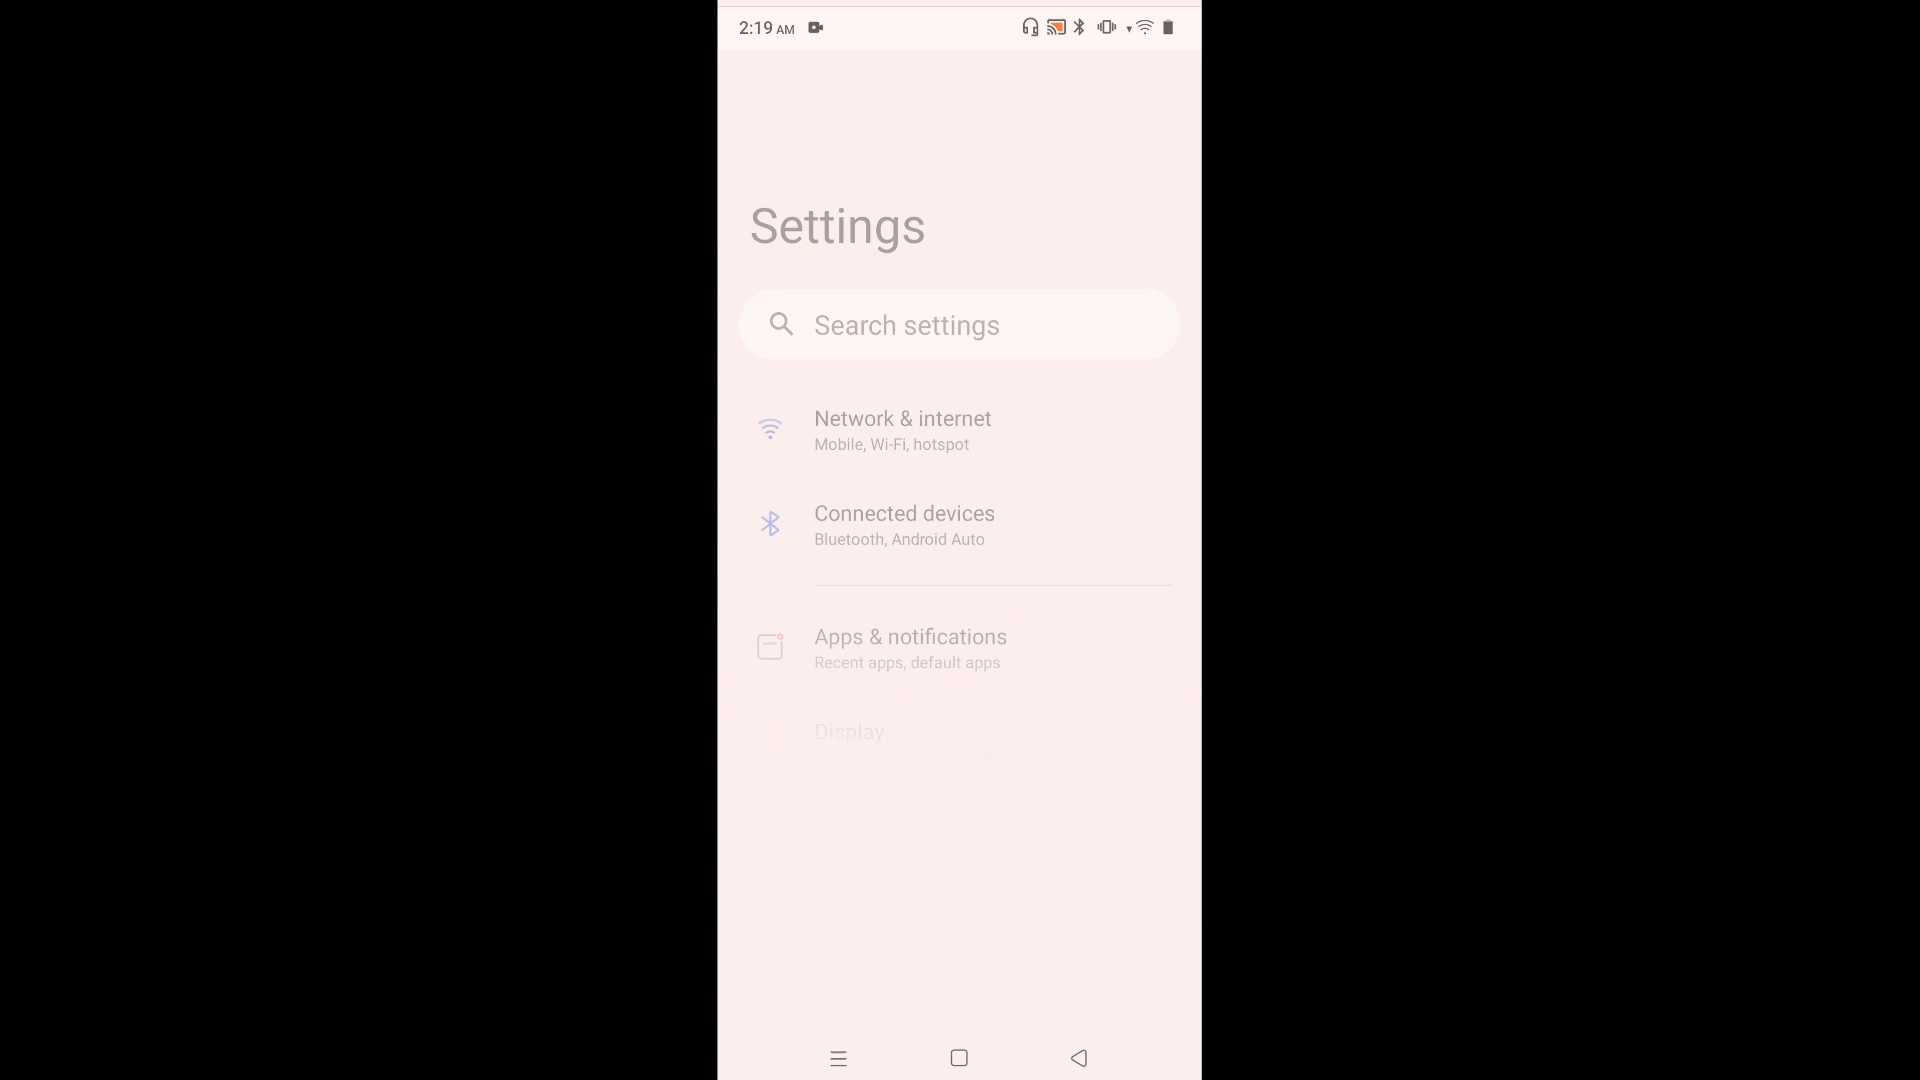 2:19 AM
Settings
Search settings
Network & internet
Mobile, Wi-Fi, hotspot
Connected devices
Bluetooth, Android Auto
Apps & notifications
Recent apps, default apps
Display